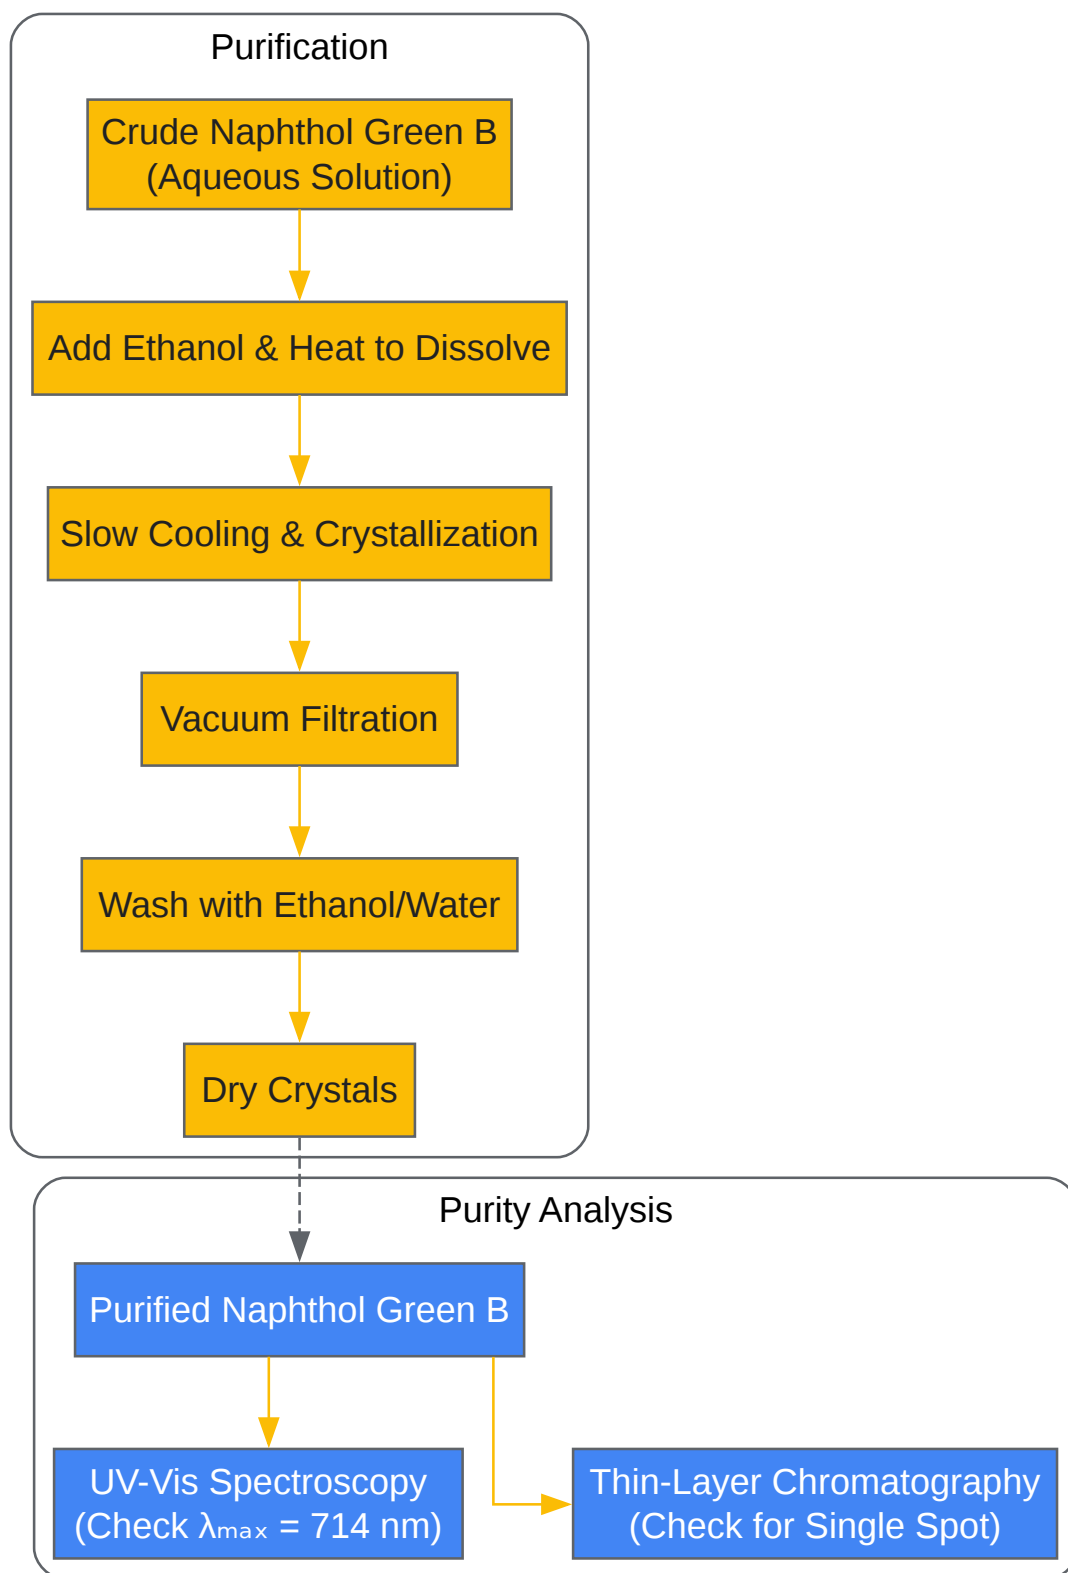 Purification
Crude Naphthol Green B
(Aqueous Solution)
Add Ethanol & Heat to Dissolve
Slow Cooling & Crystallization
Vacuum Filtration
Wash with Ethanol/Water
Dry Crystals
Purity Analysis
Purified Naphthol Green B
UV-Vis Spectroscopy
(Check λₘₐₓ = 714 nm)
Thin-Layer Chromatography
(Check for Single Spot)